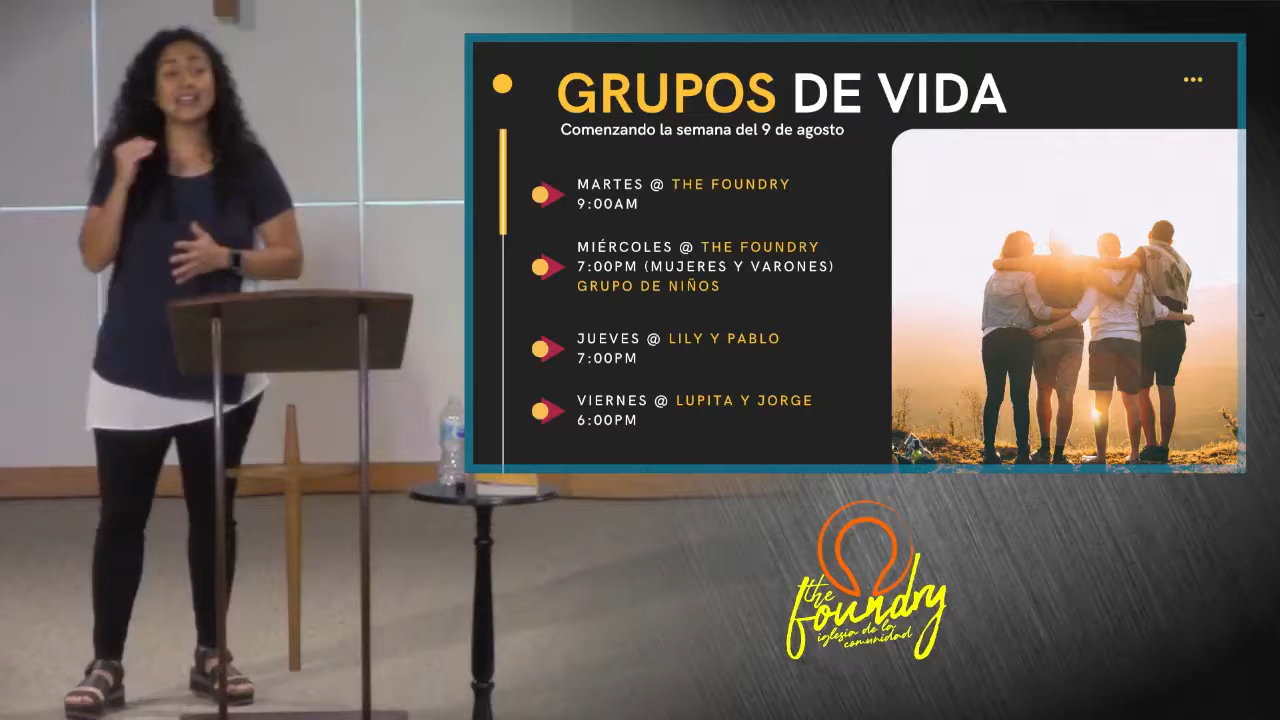 GRUPOS DE VIDA
Comenzando la semana del 9 de agosto
MARTES @ THE FOUNDRY
9:00AM
MIÉRCOLES @ THE FOUNDRY
7:00PM (MUJERES Y VARONES)
GRUPO DE NIÑOS
JUEVES @ LILY Y PABLO
7:00PM
VIERNES @ LUPITA Y JORGE
6:00PM
the
foundry
iglesia de la
comunidad